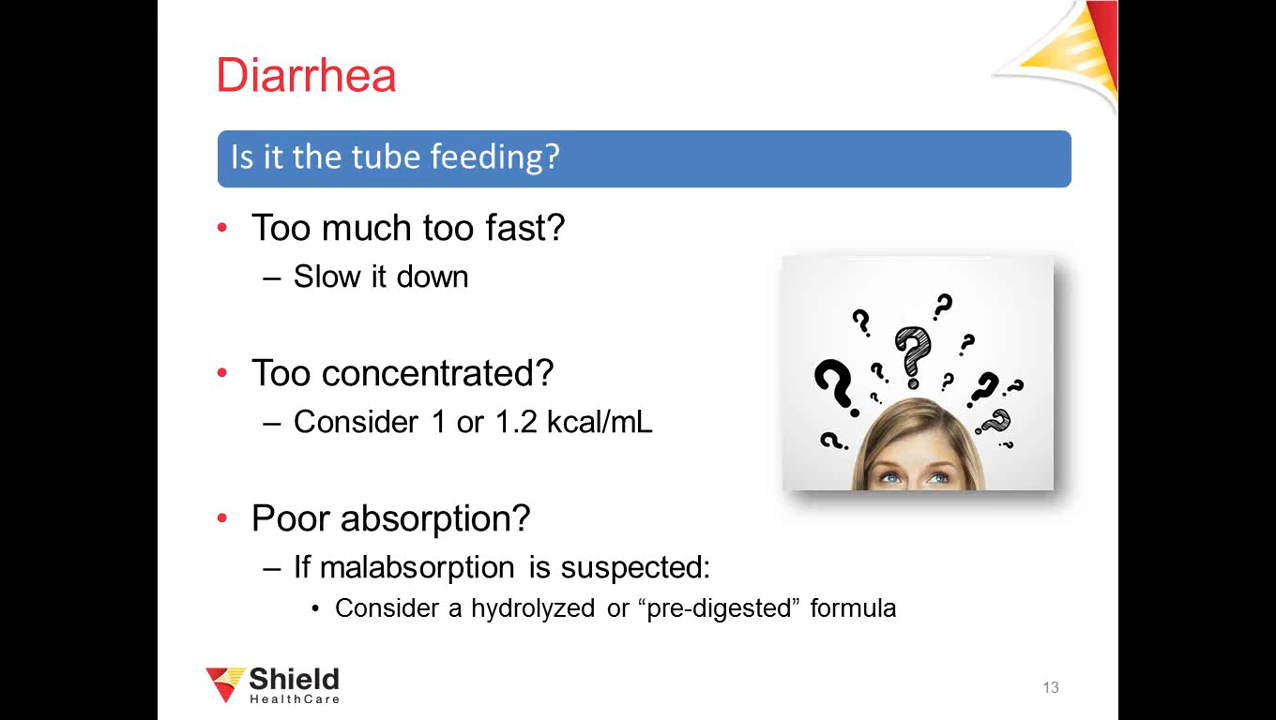 Diarrhea
Is it the tube feeding?
• Too much too fast?
– Slow it down
• Too concentrated?
– Consider 1 or 1.2 kcal/mL
• Poor absorption?
– If malabsorption is suspected:
• Consider a hydrolyzed or “pre-digested” formula
Shield
HealthCare
13